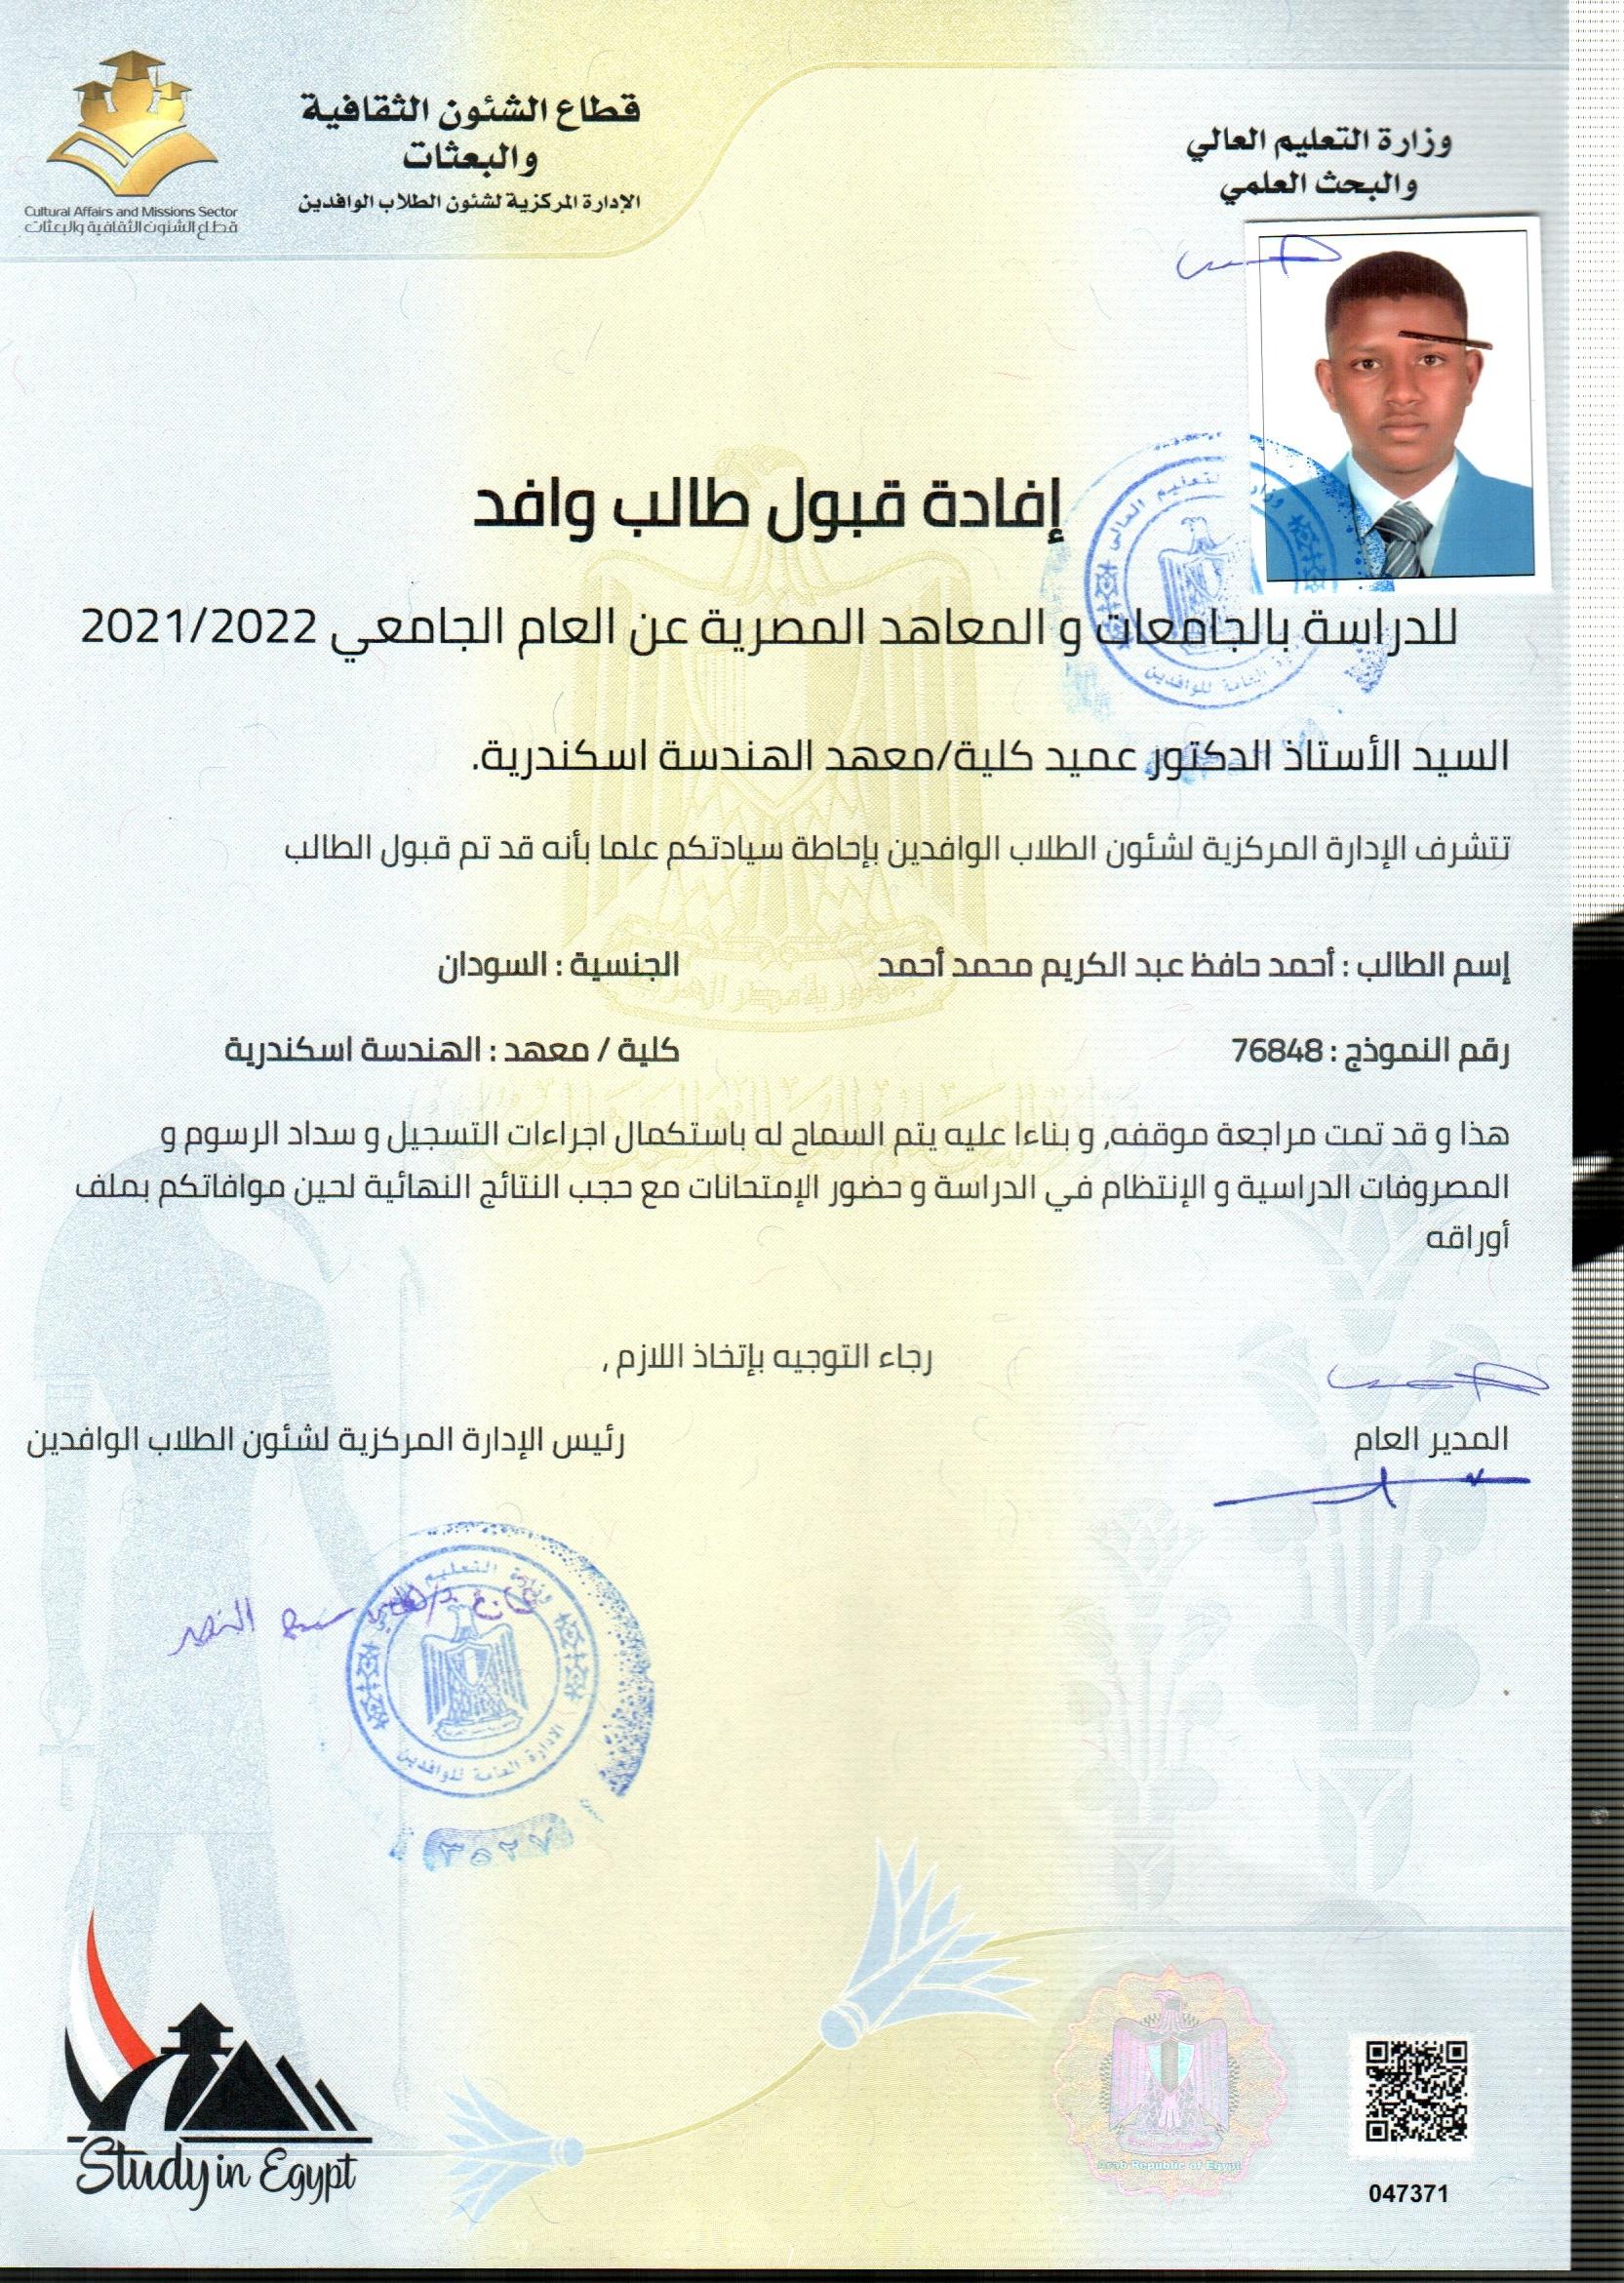 وزارة التعليم العالي
والبحث العلمي
قطاع الشئون الثقافية
والبعثات
الإدارة المركزية لشئون الطلاب الوافدين
Cultural Affairs and Missions Sector
قطاع الشئون الثقافية والبعثات
إفادة قبول طالب وافد
للدراسة بالجامعات و المعاهد المصرية عن العام الجامعي 2021/2022
السيد الأستاذ الدكتور عميد كلية/معهد الهندسة اسكندرية.
تتشرف الإدارة المركزية لشئون الطلاب الوافدين بإحاطة سيادتكم علما بأنه قد تم قبول الطالب
إسم الطالب : أحمد حافظ عبد الكريم محمد أحمد الجنسية : السودان
رقم النموذج : 76848 كلية / معهد : الهندسة اسكندرية
هذا و قد تمت مراجعة موقفه, و بناءا عليه يتم السماح له باستكمال اجراءات التسجيل و سداد الرسوم و
المصروفات الدراسية و الإنتظام في الدراسة و حضور الإمتحانات مع حجب النتائج النهائية لحين موافاتكم بملف
أوراقه
رجاء التوجيه بإتخاذ اللازم ,
المدير العام
رئيس الإدارة المركزية لشئون الطلاب الوافدين
وزارة التعليم العالي
الإدارة العامة للوافدين
Study in Egypt
Arab Republic of Egypt
047371